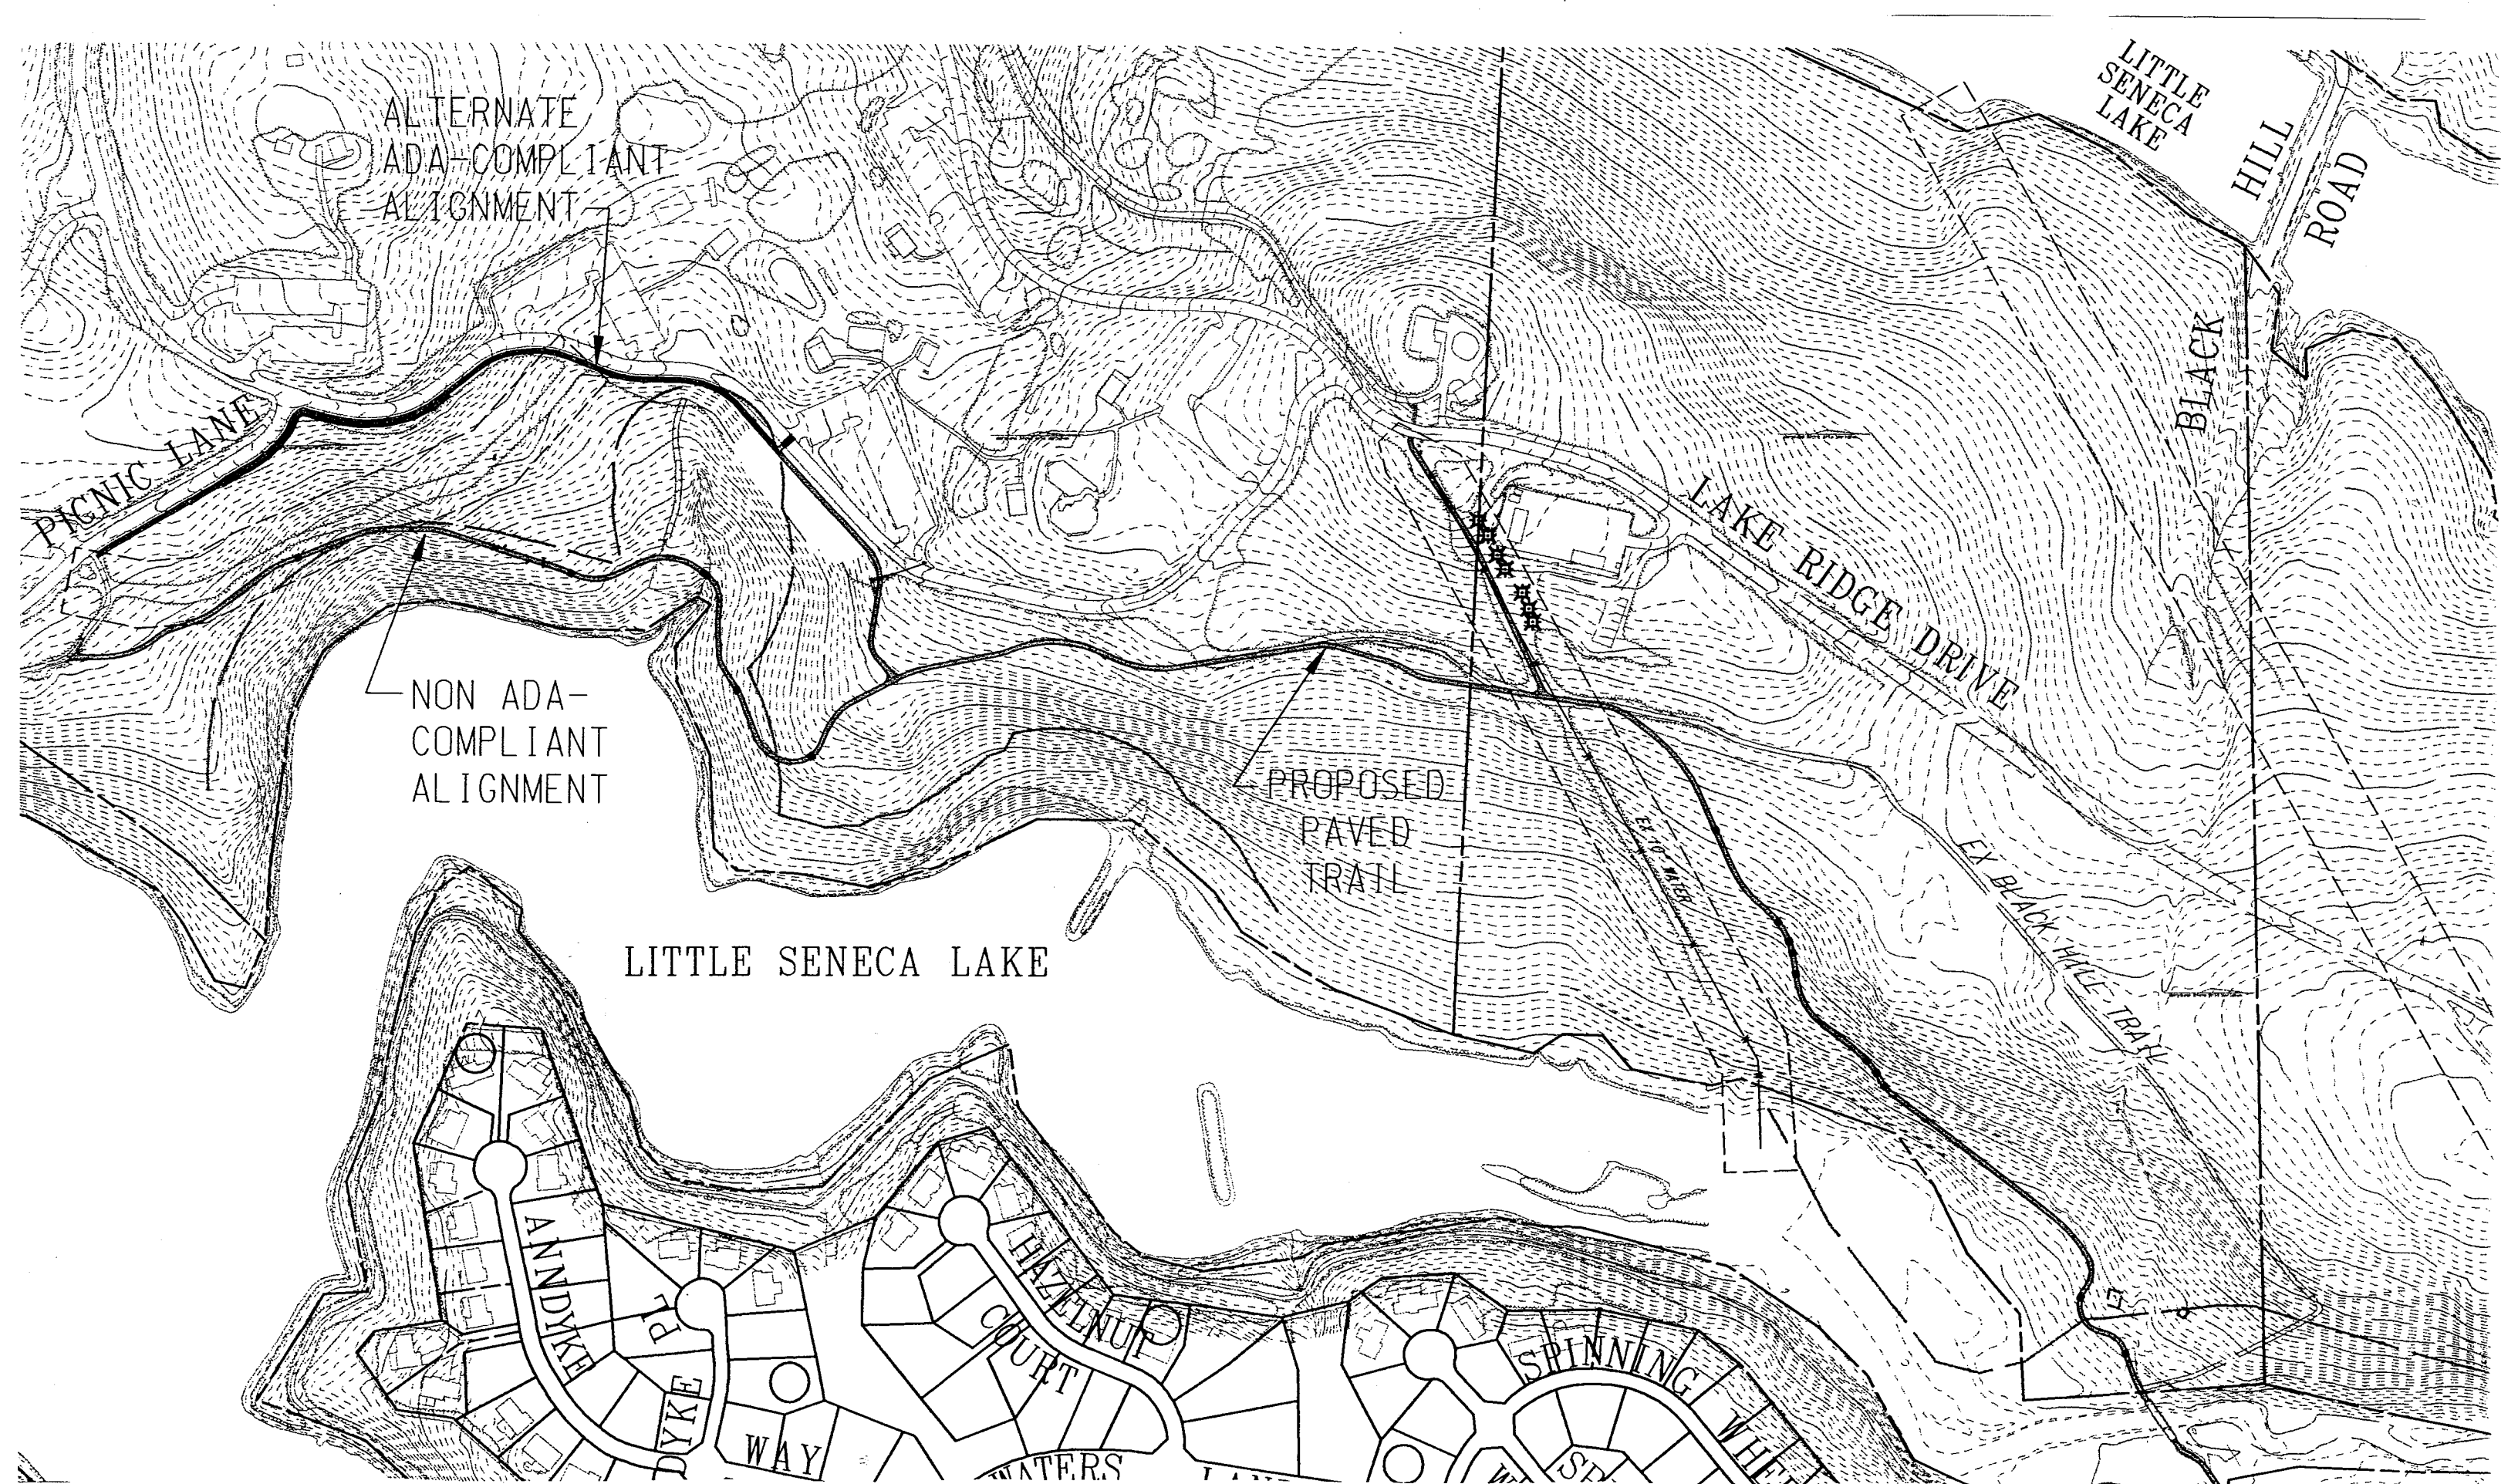 ALTERNATE
ADA-COMPLIANT
ALIGNMENT
LITTLE
SENECA
LAKE
BLACK
HILL
ROAD
PICNIC LANE
LAKE RIDGE DRIVE
NON ADA-
COMPLIANT
ALIGNMENT
PROPOSED
PAVED
TRAIL
EX BLACK HILL TRAIL
LITTLE SENECA LAKE
ANNDYKE
PL
DYKE
WAY
HAZELNUT
COURT
SPINNING
WATERS